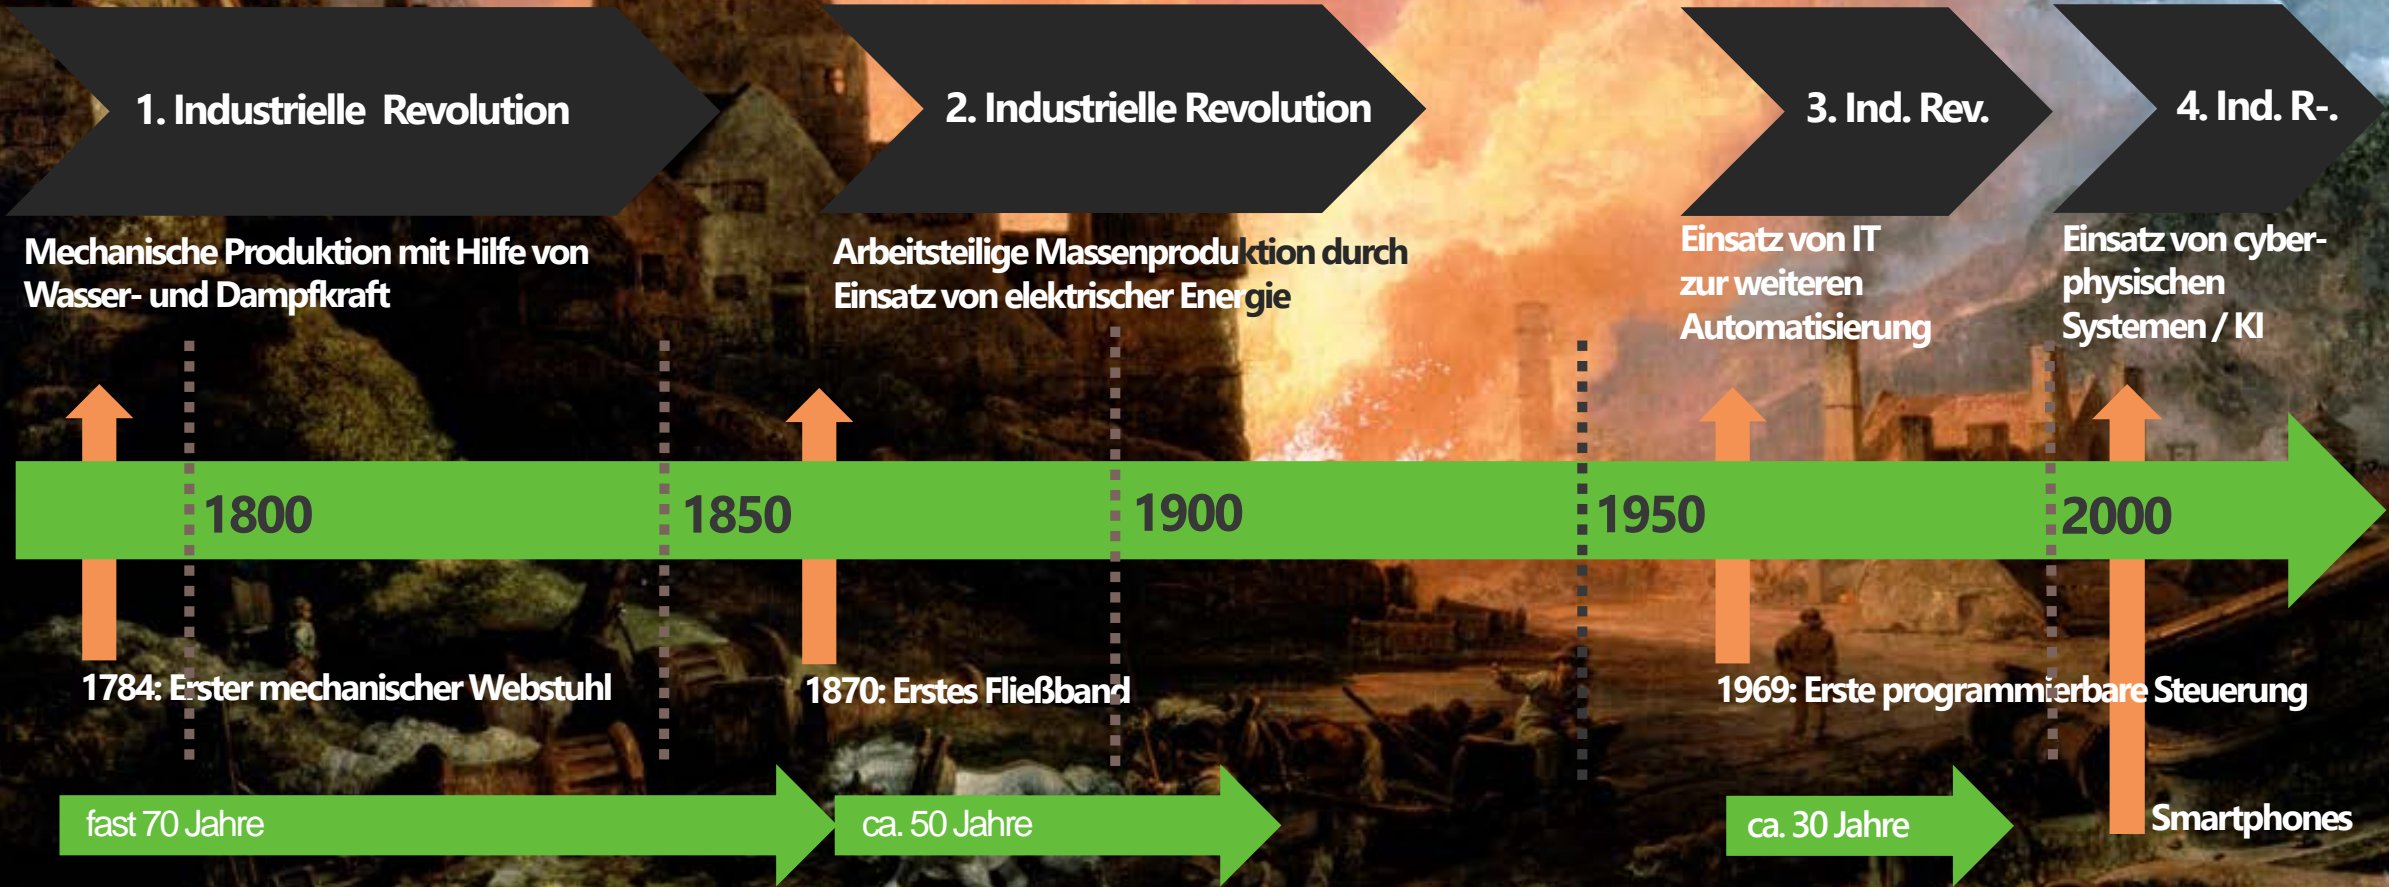 1. Industrielle Revolution
2. Industrielle Revolution
3. Ind. Rev.
4. Ind. R-.
Mechanische Produktion mit Hilfe von
Wasser- und Dampfkraft
Arbeitsteilige Massenproduktion durch
Einsatz von elektrischer Energie
Einsatz von IT
zur weiteren
Automatisierung
Einsatz von cyber-
physischen
Systemen / KI
1800
1850
1900
1950
2000
1784: Erster mechanischer Webstuhl
1870: Erstes Fließband
1969: Erste programmierbare Steuerung
fast 70 Jahre
ca. 50 Jahre
ca. 30 Jahre
Smartphones